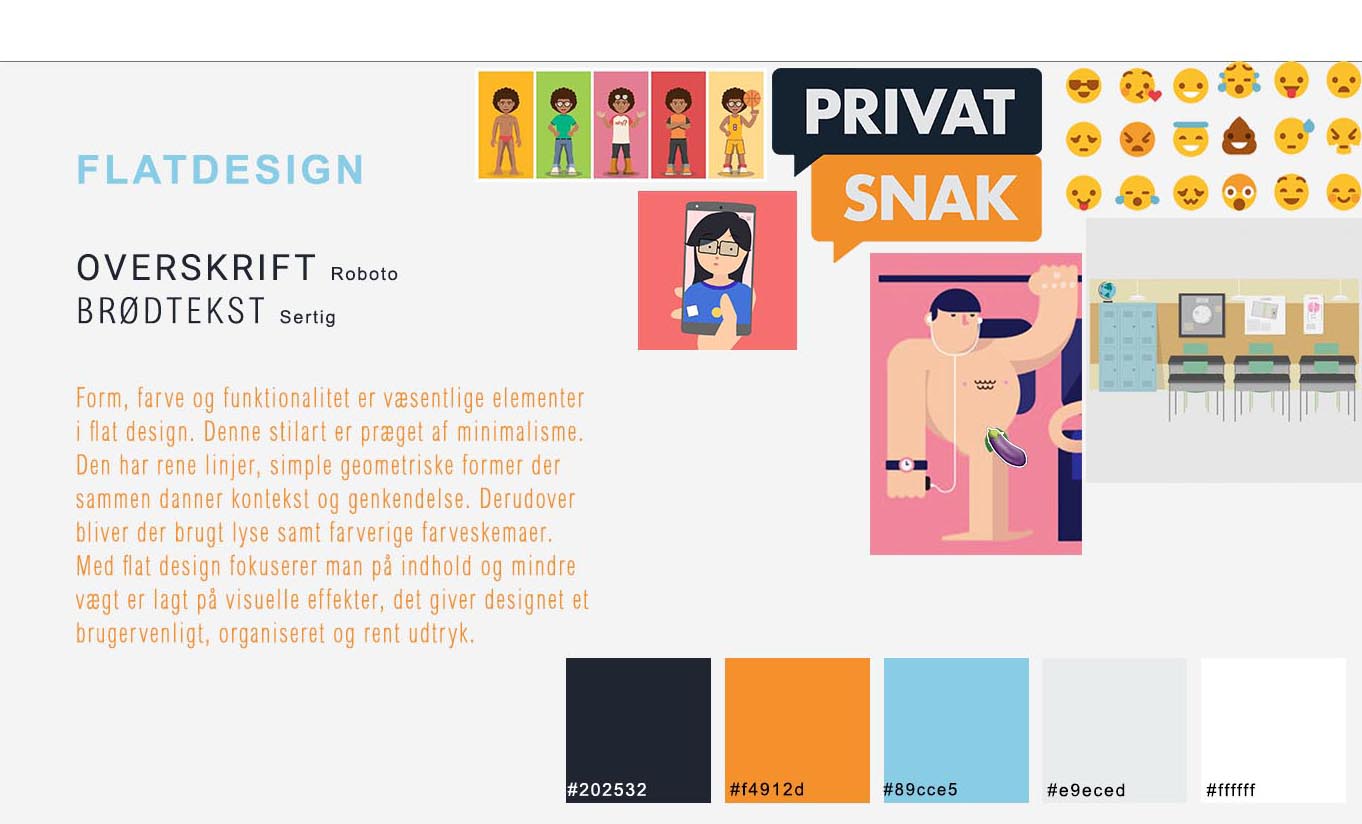 FLATDESIGN
OVERSKRIFT Roboto
BRØDTEKST Sertig
Form, farve og funktionalitet er væsentlige elementer
i flat design. Denne stilart er præget af minimalisme.
Den har rene linjer, simple geometriske former der
sammen danner kontekst og genkendelse. Derudover
bliver der brugt lyse samt farverige farveskemaer.
Med flat design fokuserer man på indhold og mindre
vægt er lagt på visuelle effekter, det giver designet et
brugervenligt, organiseret og rent udtryk.
PRIVAT
SNAK
#202532
#f4912d
#89cce5
#e9eced
#ffffff